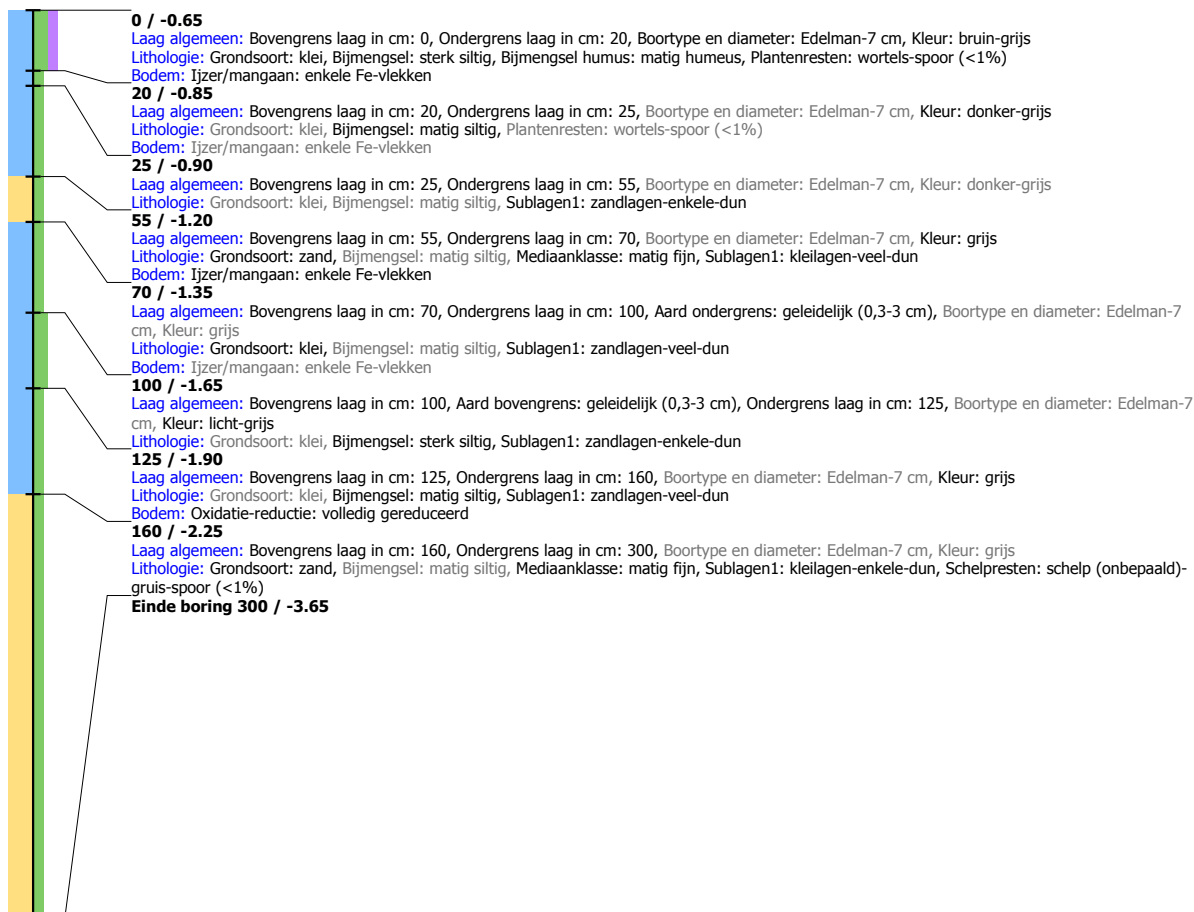 0 / -0.65
Laag algemeen: Bovengrens laag in cm: 0, Ondergrens laag in cm: 20, Boortype en diameter: Edelman-7 cm, Kleur: bruin-grijs
Lithologie: Grondsoort: klei, Bijmengsel: sterk siltig, Bijmengsel humus: matig humeus, Plantenresten: wortels-spoor (<1%)
Bodem: Ijzer/mangaan: enkele Fe-vlekken
20 / -0.85
Laag algemeen: Bovengrens laag in cm: 20, Ondergrens laag in cm: 25, Boortype en diameter: Edelman-7 cm, Kleur: donker-grijs
Lithologie: Grondsoort: klei, Bijmengsel: matig siltig, Plantenresten: wortels-spoor (<1%)
Bodem: Ijzer/mangaan: enkele Fe-vlekken
25 / -0.90
Laag algemeen: Bovengrens laag in cm: 25, Ondergrens laag in cm: 55, Boortype en diameter: Edelman-7 cm, Kleur: donker-grijs
Lithologie: Grondsoort: klei, Bijmengsel: matig siltig, Sublagen1: zandlagen-enkele-dun
55 / -1.20
Laag algemeen: Bovengrens laag in cm: 55, Ondergrens laag in cm: 70, Boortype en diameter: Edelman-7 cm, Kleur: grijs
Lithologie: Grondsoort: zand, Bijmengsel: matig siltig, Mediaanklasse: matig fijn, Sublagen1: kleilagen-veel-dun
Bodem: Ijzer/mangaan: enkele Fe-vlekken
70 / -1.35
Laag algemeen: Bovengrens laag in cm: 70, Ondergrens laag in cm: 100, Aard ondergrens: geleidelijk (0,3-3 cm), Boortype en diameter: Edelman-7
cm, Kleur: grijs
Lithologie: Grondsoort: klei, Bijmengsel: matig siltig, Sublagen1: zandlagen-veel-dun
Bodem: Ijzer/mangaan: enkele Fe-vlekken
100 / -1.65
Laag algemeen: Bovengrens laag in cm: 100, Aard bovengrens: geleidelijk (0,3-3 cm), Ondergrens laag in cm: 125, Boortype en diameter: Edelman-7
cm, Kleur: licht-grijs
Lithologie: Grondsoort: klei, Bijmengsel: sterk siltig, Sublagen1: zandlagen-enkele-dun
125 / -1.90
Laag algemeen: Bovengrens laag in cm: 125, Ondergrens laag in cm: 160, Boortype en diameter: Edelman-7 cm, Kleur: grijs
Lithologie: Grondsoort: klei, Bijmengsel: matig siltig, Sublagen1: zandlagen-veel-dun
Bodem: Oxidatie-reductie: volledig gereduceerd
160 / -2.25
Laag algemeen: Bovengrens laag in cm: 160, Ondergrens laag in cm: 300, Boortype en diameter: Edelman-7 cm, Kleur: grijs
Lithologie: Grondsoort: zand, Bijmengsel: matig siltig, Mediaanklasse: matig fijn, Sublagen1: kleilagen-enkele-dun, Schelpresten: schelp (onbepaald)-
gruis-spoor (<1%)
Einde boring 300 / -3.65